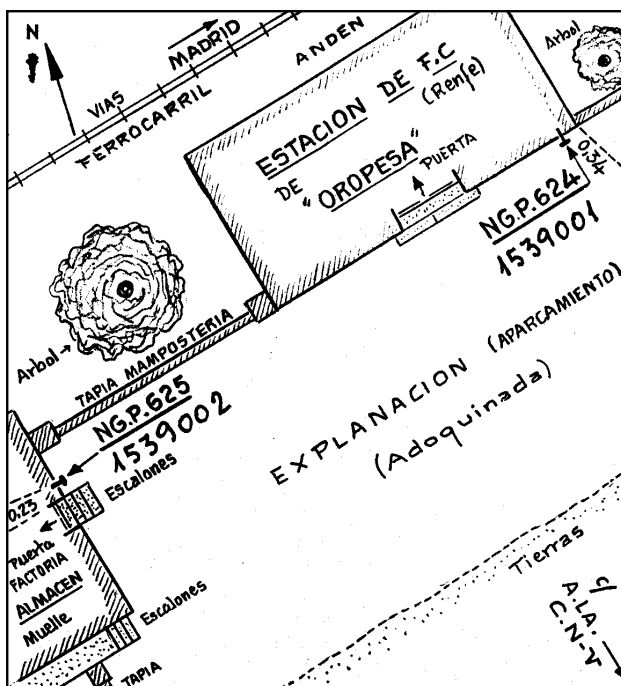 N
MADRID
VIAS
FERROCARRIL
ANDEN
Arbol
ESTACION DE F.C
(Renfe)
DE "OROPESA"
PUERTA
0.34
NG.P.624
1539001
Arbol
TAPIA MAMPOSTERIA
NG.P.625
1539002
EXPLANACION (APARCAMIENTO)
(Adoquinada)
0.23
Escalones
Puerta
FACTORIA
ALMACEN
Muelle
Escalones
TAPIA
Tierras
c/
A.LA.
C.N-V